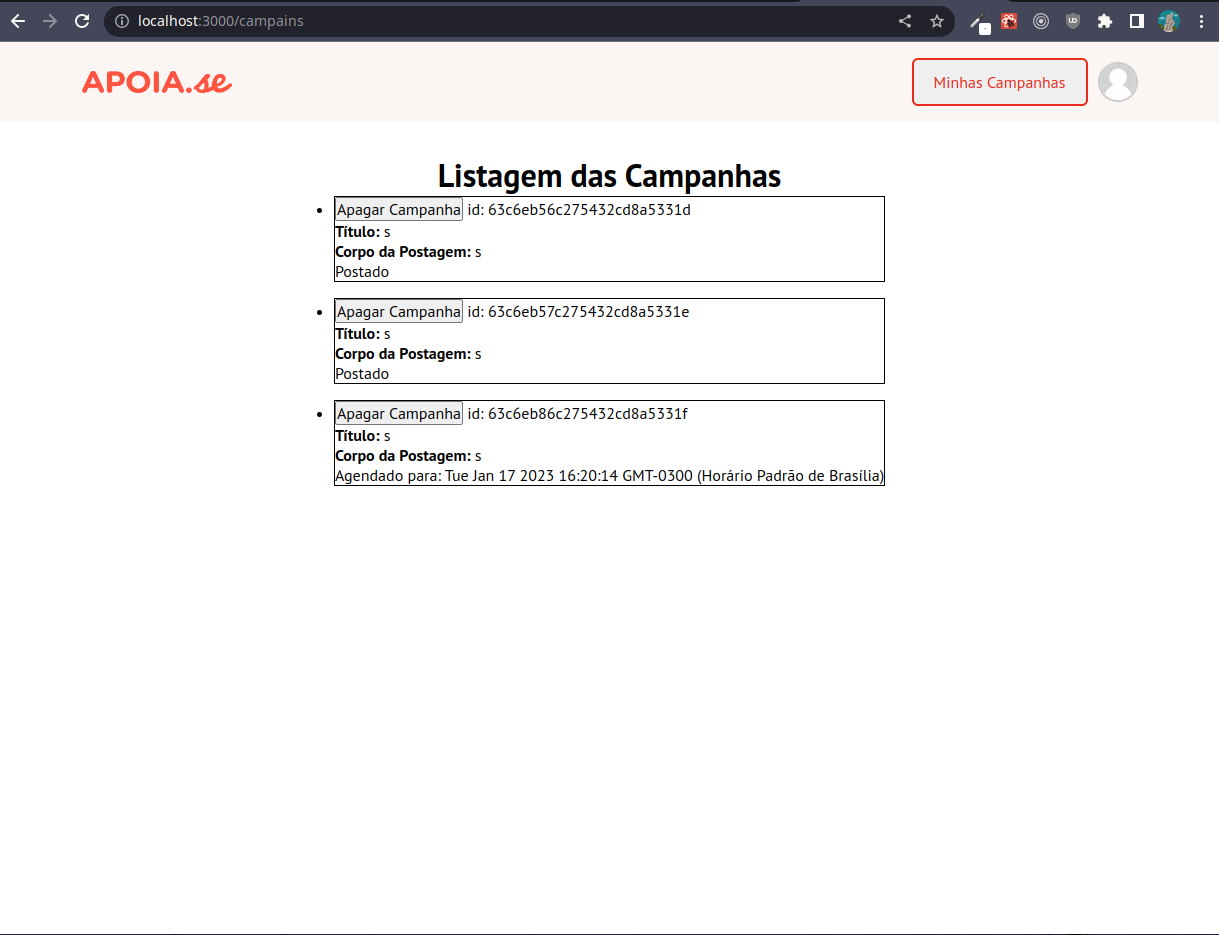 localhost:3000/campains
APOIA.se
Minhas Campanhas
Listagem das Campanhas
Apagar Campanha id: 63c6eb56c275432cd8a5331d
Título: s
Corpo da Postagem: s
Postado
Apagar Campanha id: 63c6eb57c275432cd8a5331e
Título: s
Corpo da Postagem: s
Postado
Apagar Campanha id: 63c6eb86c275432cd8a5331f
Título: s
Corpo da Postagem: s
Agendado para: Tue Jan 17 2023 16:20:14 GMT-0300 (Horário Padrão de Brasília)